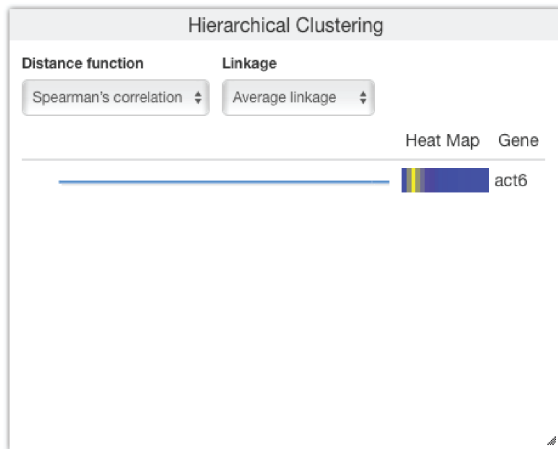 Hierarchical Clustering
Distance function Linkage
Spearman's correlation Average linkage
Heat Map Gene
act6